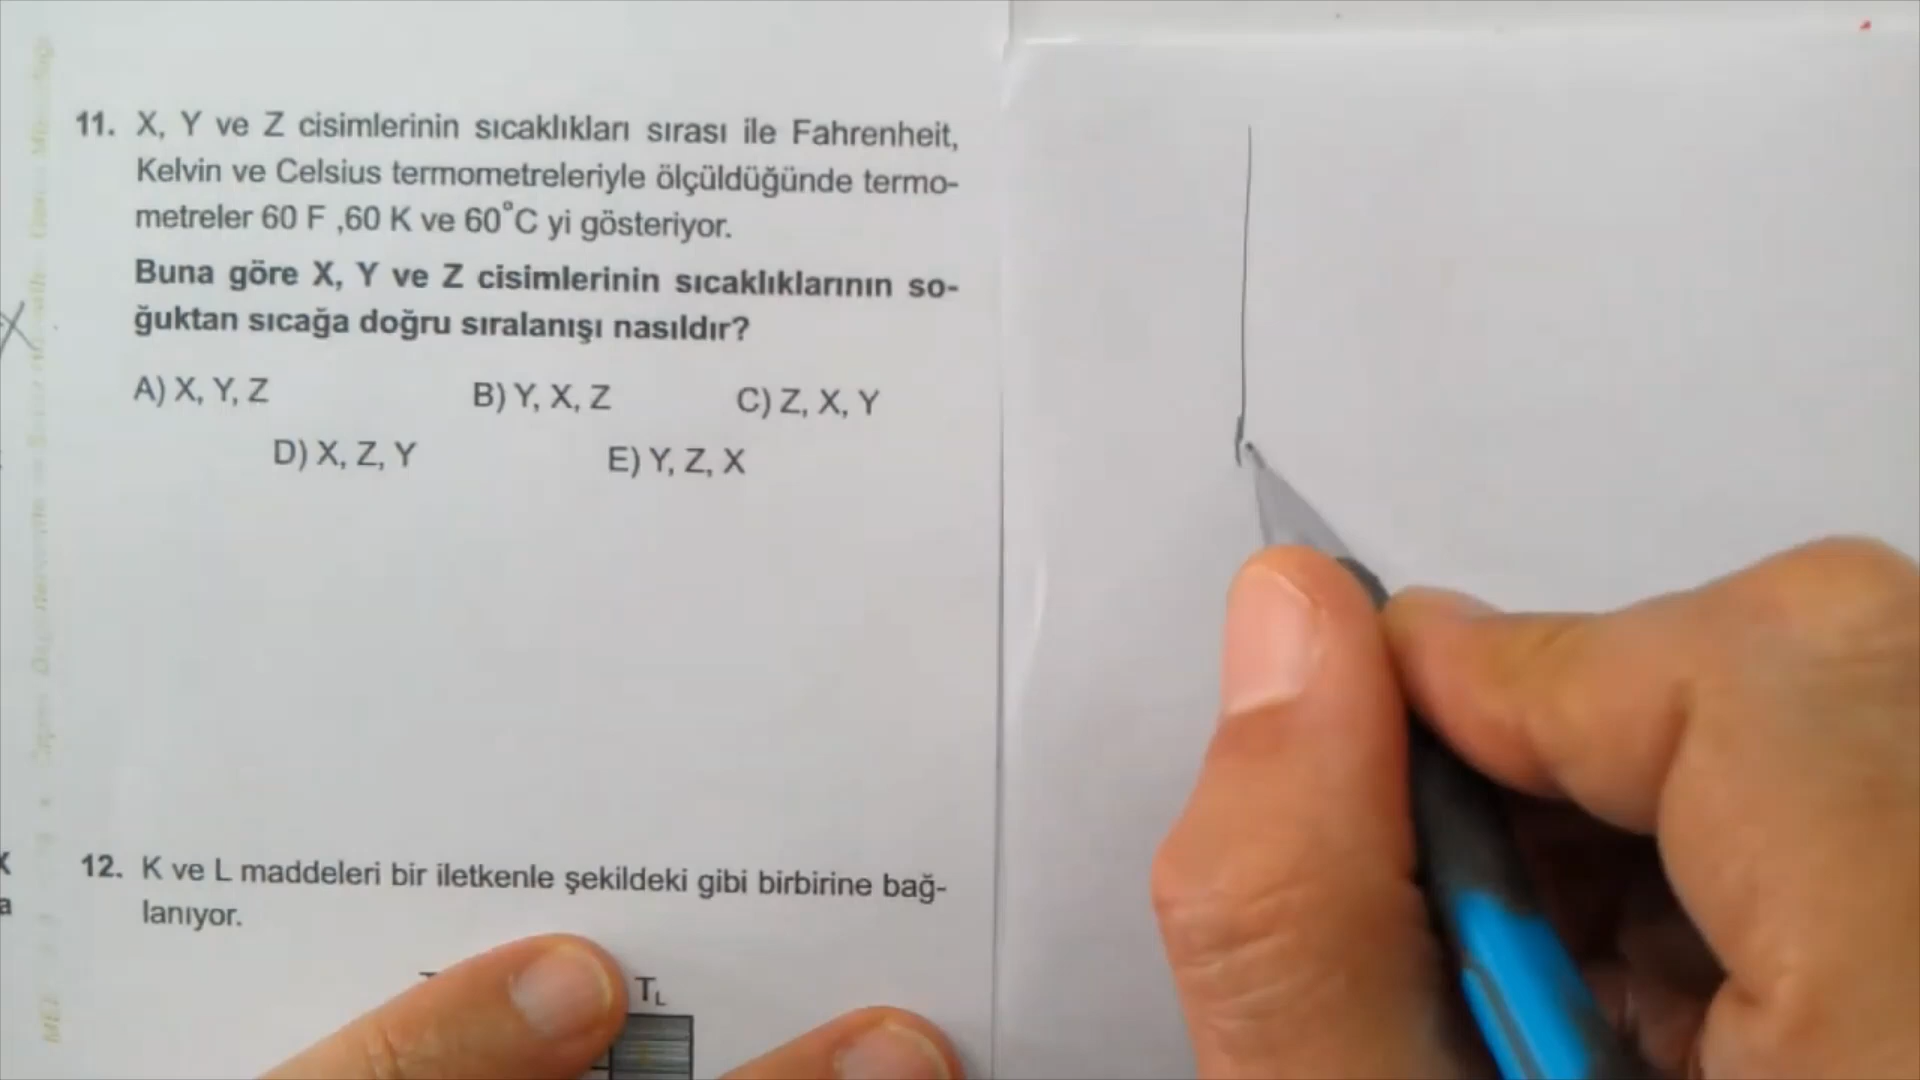 11. X, Y ve Z cisimlerinin sıcaklıkları sırası ile Fahrenheit,
Kelvin ve Celsius termometreleriyle ölçüldüğünde termo-
metreler 60 F ,60 K ve 60°C yi gösteriyor.
Buna göre X, Y ve Z cisimlerinin sıcaklıklarının so-
ğuktan sıcağa doğru sıralanışı nasıldır?
A) X, Y, Z B) Y, X, Z C) Z, X, Y
D) X, Z, Y E) Y, Z, X
12. K ve L maddeleri bir iletkenle şekildeki gibi birbirine bağ-
lanıyor.
TL